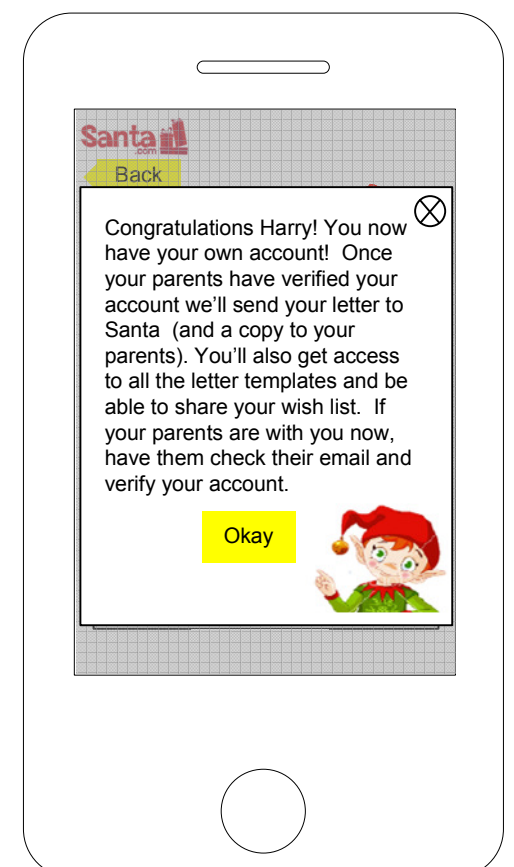 Santa
.com
Back
Congratulations Harry! You now
have your own account!  Once
your parents have verified your
account we’ll send your letter to
Santa  (and a copy to your
parents). You’ll also get access
to all the letter templates and be
able to share your wish list.  If
your parents are with you now,
have them check their email and
verify your account.
Okay